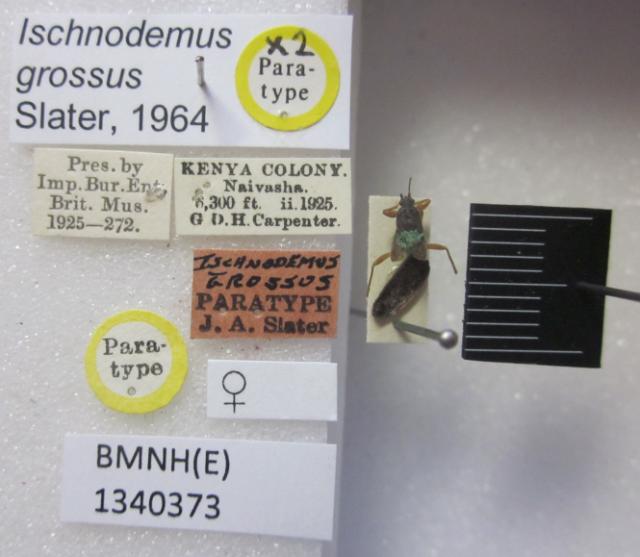 Ischnodemus
grossus
Slater, 1964
x2
Para-
type
Pres. by
Imp. Bur. Ent.
Brit. Mus.
1925—272.
KENYA COLONY.
Naivasha.
6,300 ft. ii.1925.
G D.H. Carpenter.
ISCHNODEMUS
GROSSUS
PARATYPE
J. A. Slater
Para-
type
♀
BMNH(E)
1340373